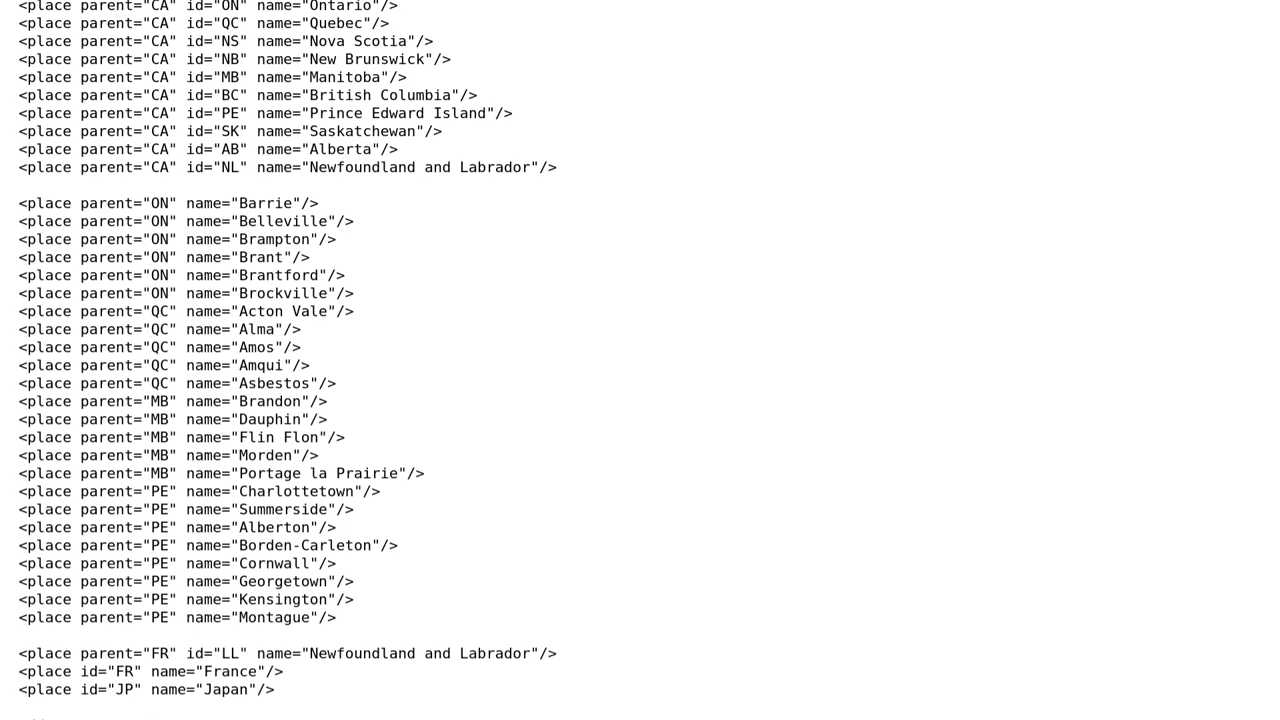 <place parent="CA" id="ON" name="Ontario"/>
<place parent="CA" id="QC" name="Quebec"/>
<place parent="CA" id="NS" name="Nova Scotia"/>
<place parent="CA" id="NB" name="New Brunswick"/>
<place parent="CA" id="MB" name="Manitoba"/>
<place parent="CA" id="BC" name="British Columbia"/>
<place parent="CA" id="PE" name="Prince Edward Island"/>
<place parent="CA" id="SK" name="Saskatchewan"/>
<place parent="CA" id="AB" name="Alberta"/>
<place parent="CA" id="NL" name="Newfoundland and Labrador"/>

<place parent="ON" name="Barrie"/>
<place parent="ON" name="Belleville"/>
<place parent="ON" name="Brampton"/>
<place parent="ON" name="Brant"/>
<place parent="ON" name="Brantford"/>
<place parent="ON" name="Brockville"/>
<place parent="QC" name="Acton Vale"/>
<place parent="QC" name="Alma"/>
<place parent="QC" name="Amos"/>
<place parent="QC" name="Amqui"/>
<place parent="QC" name="Asbestos"/>
<place parent="MB" name="Brandon"/>
<place parent="MB" name="Dauphin"/>
<place parent="MB" name="Flin Flon"/>
<place parent="MB" name="Morden"/>
<place parent="MB" name="Portage la Prairie"/>
<place parent="PE" name="Charlottetown"/>
<place parent="PE" name="Summerside"/>
<place parent="PE" name="Alberton"/>
<place parent="PE" name="Borden-Carleton"/>
<place parent="PE" name="Cornwall"/>
<place parent="PE" name="Georgetown"/>
<place parent="PE" name="Kensington"/>
<place parent="PE" name="Montague"/>

<place parent="FR" id="LL" name="Newfoundland and Labrador"/>
<place id="FR" name="France"/>
<place id="JP" name="Japan"/>